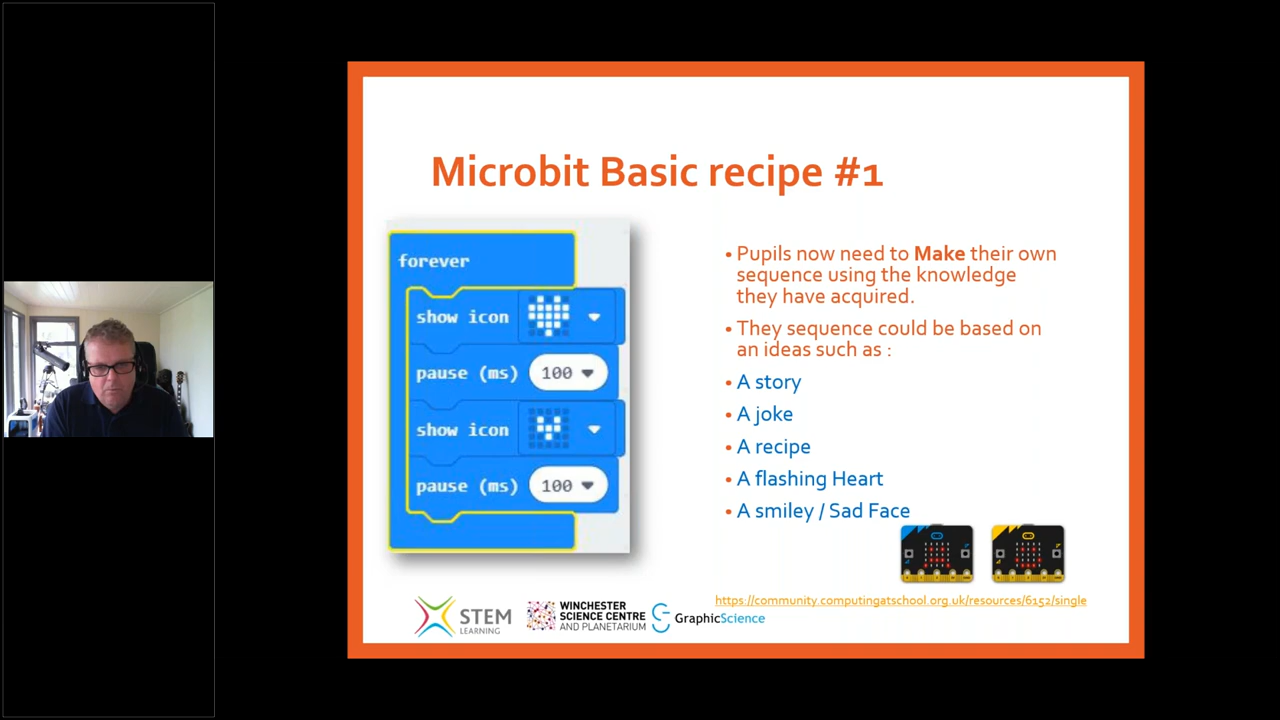 Microbit Basic recipe #1
forever
show icon
pause (ms) 100
show icon
pause (ms) 100
• Pupils now need to Make their own
sequence using the knowledge
they have acquired.
• They sequence could be based on
an ideas such as :
• A story
• A joke
• A recipe
• A flashing Heart
• A smiley / Sad Face
https://community.computingatschool.org.uk/resources/6152/single
STEM
LEARNING
WINCHESTER
SCIENCE CENTRE
AND PLANETARIUM
GraphicScience